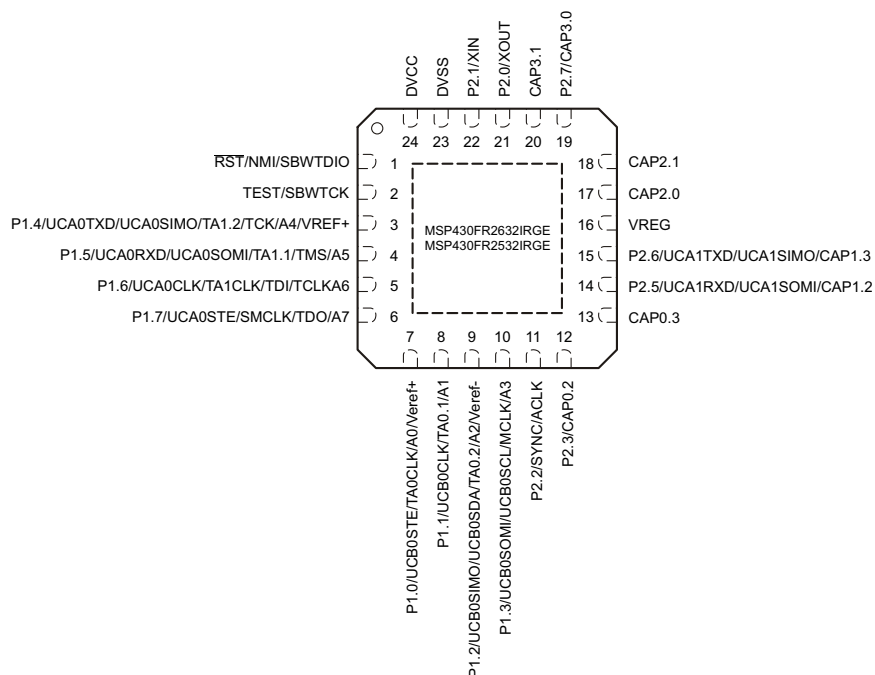 DVCC
DVSS
P2.1/XIN
P2.0/XOUT
CAP3.1
P2.7/CAP3.0
24
23
22
21
20
19
RST/NMI/SBWTDIO
1
TEST/SBWTCK
2
P1.4/UCA0TXD/UCA0SIMO/TA1.2/TCK/A4/VREF+
3
P1.5/UCA0RXD/UCA0SOMI/TA1.1/TMS/A5
4
P1.6/UCA0CLK/TA1CLK/TDI/TCLKA6
5
P1.7/UCA0STE/SMCLK/TDO/A7
6
MSP430FR2632IRGE
MSP430FR2532IRGE
18
CAP2.1
17
CAP2.0
16
VREG
15
P2.6/UCA1TXD/UCA1SIMO/CAP1.3
14
P2.5/UCA1RXD/UCA1SOMI/CAP1.2
13
CAP0.3
7
8
9
10
11
12
P1.0/UCB0STE/TA0CLK/A0/Veref+
P1.1/UCB0CLK/TA0.1/A1
P1.2/UCB0SIMO/UCB0SDA/TA0.2/A2/Veref-
P1.3/UCB0SOMI/UCB0SCL/MCLK/A3
P2.2/SYNC/ACLK
P2.3/CAP0.2